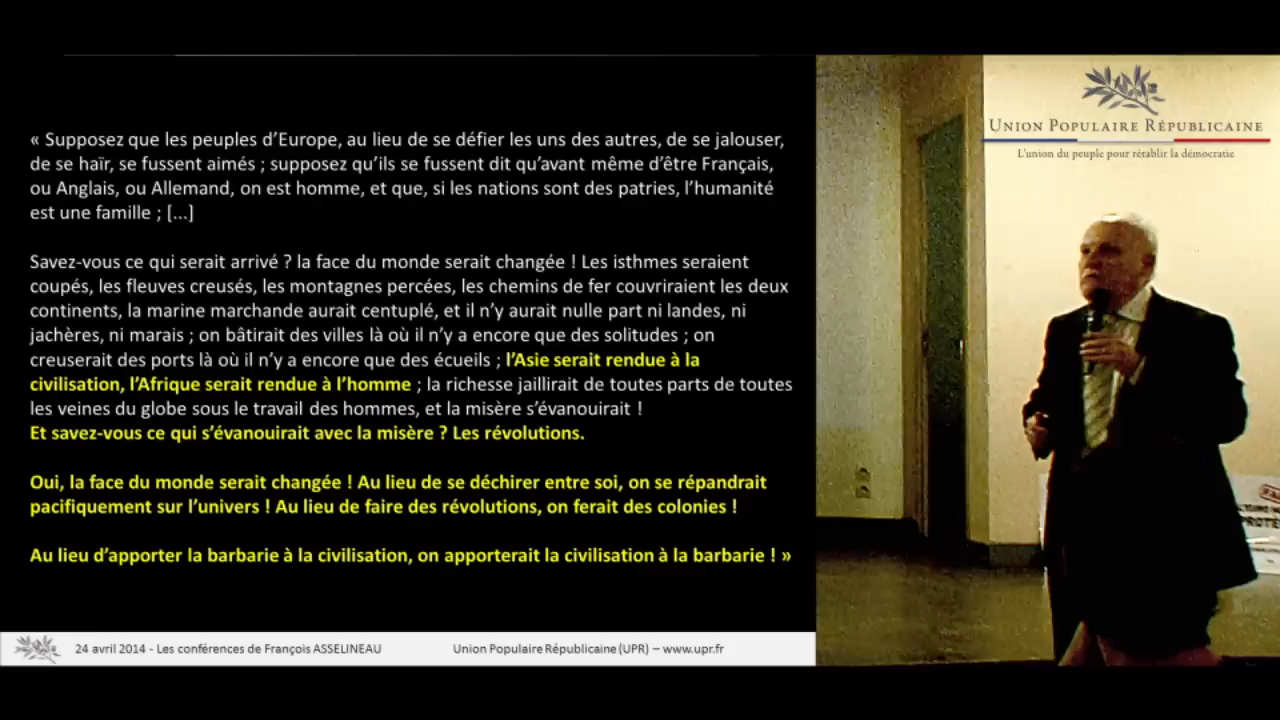 « Supposez que les peuples d’Europe, au lieu de se défier les uns des autres, de se jalouser,
de se haïr, se fussent aimés ; supposez qu’ils se fussent dit qu’avant même d’être Français,
ou Anglais, ou Allemand, on est homme, et que, si les nations sont des patries, l’humanité
est une famille ; [...]
Savez-vous ce qui serait arrivé ? la face du monde serait changée ! Les isthmes seraient
coupés, les fleuves creusés, les montagnes percées, les chemins de fer couvriraient les deux
continents, la marine marchande aurait centuplé, et il n’y aurait nulle part ni landes, ni
jachères, ni marais ; on bâtirait des villes là où il n’y a encore que des solitudes ; on
creuserait des ports là où il n’y a encore que des écueils ; l’Asie serait rendue à la
civilisation, l’Afrique serait rendue à l’homme ; la richesse jaillirait de toutes parts de toutes
les veines du globe sous le travail des hommes, et la misère s’évanouirait !
Et savez-vous ce qui s’évanouirait avec la misère ? Les révolutions.
Oui, la face du monde serait changée ! Au lieu de se déchirer entre soi, on se répandrait
pacifiquement sur l’univers ! Au lieu de faire des révolutions, on ferait des colonies !
Au lieu d’apporter la barbarie à la civilisation, on apporterait la civilisation à la barbarie ! »
24 avril 2014 - Les conférences de François ASSELINEAU
Union Populaire Républicaine (UPR) – www.upr.fr
UNION POPULAIRE RÉPUBLICAINE
L'union du peuple pour rétablir la démocratie